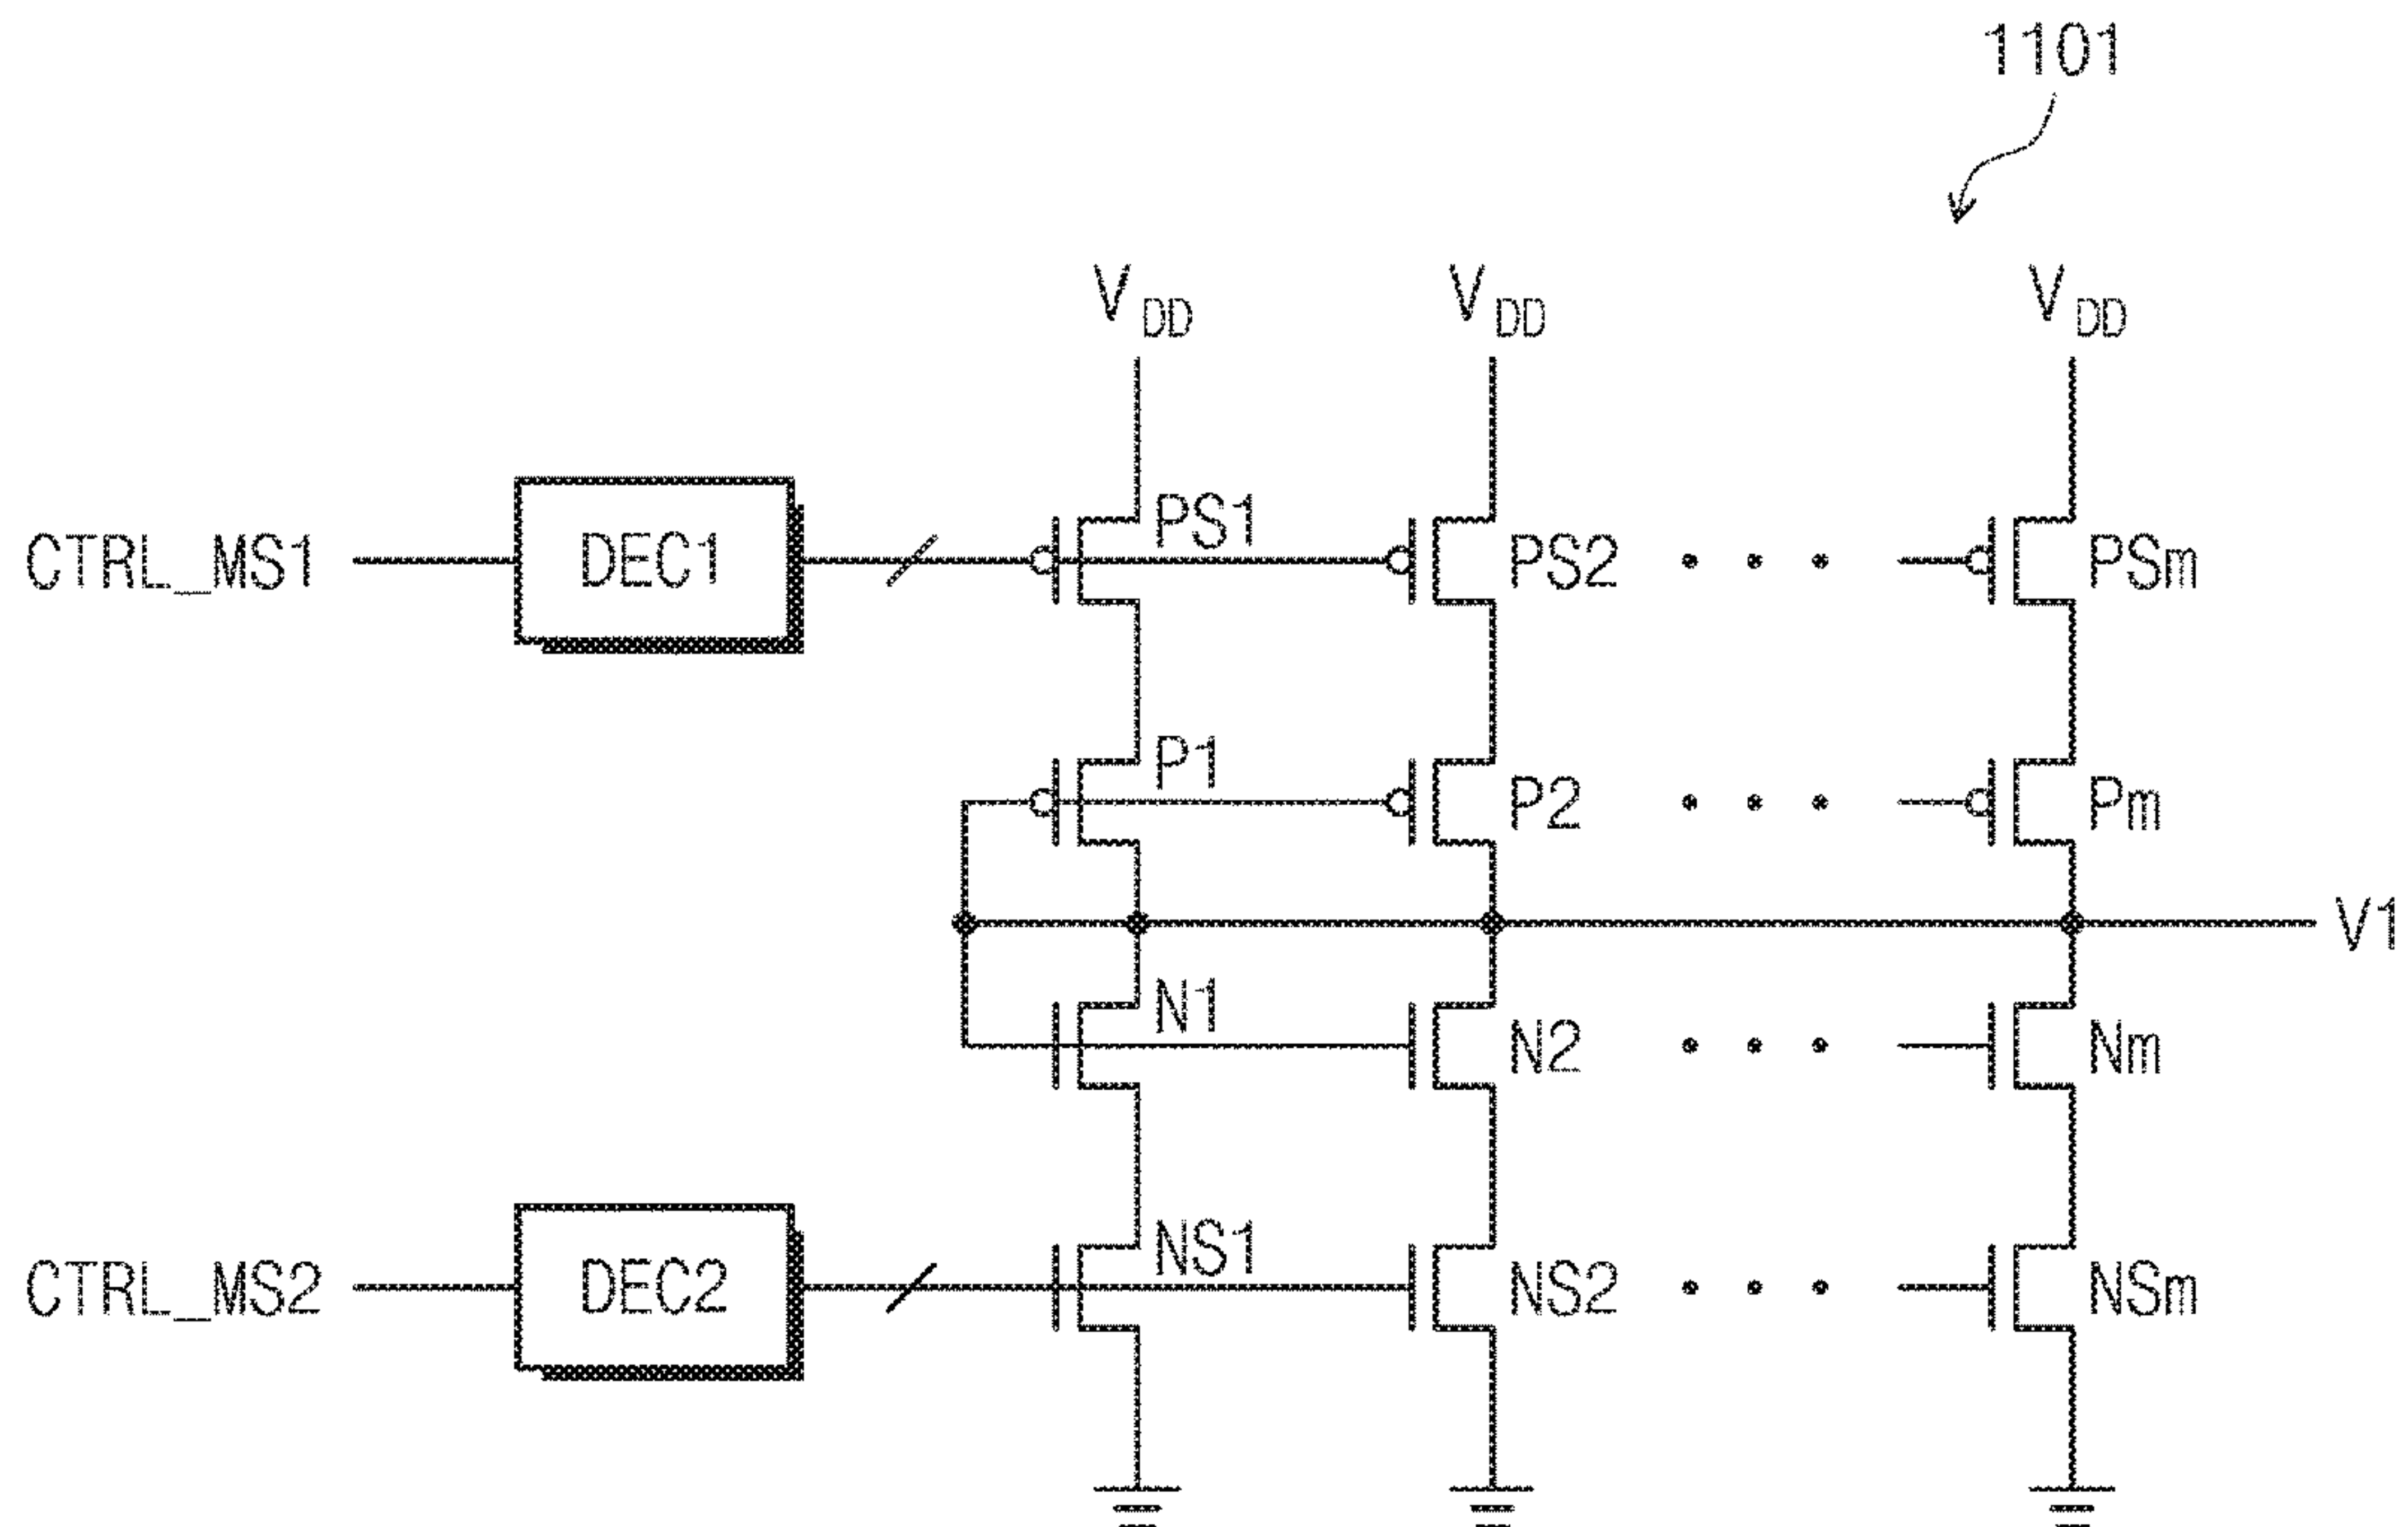 1101
VDD VDD VDD
CTRL_MS1 DEC1 PS1 PS2 PSm
P1 P2 Pm
V1
N1 N2 Nm
CTRL_MS2 DEC2 NS1 NS2 NSm